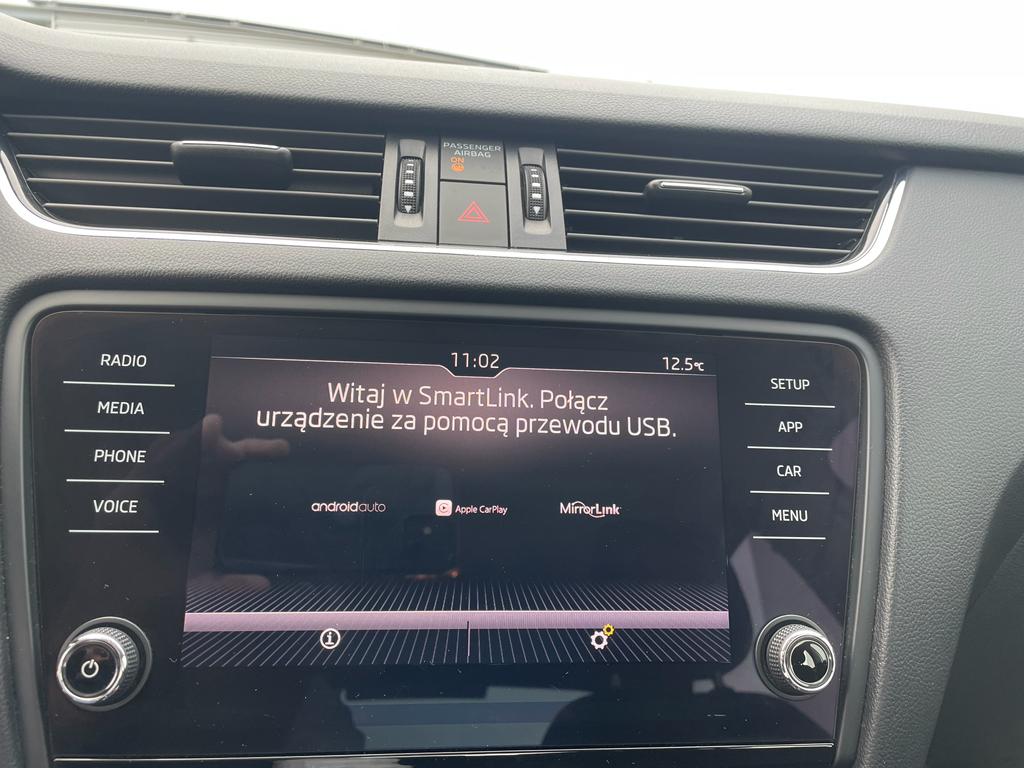 PASSENGER
AIRBAG
ON
RADIO
MEDIA
PHONE
VOICE
11:02
12.5°C
Witaj w SmartLink. Połącz
urządzenie za pomocą przewodu USB.
androidauto
Apple CarPlay
MirrorLink
SETUP
APP
CAR
MENU